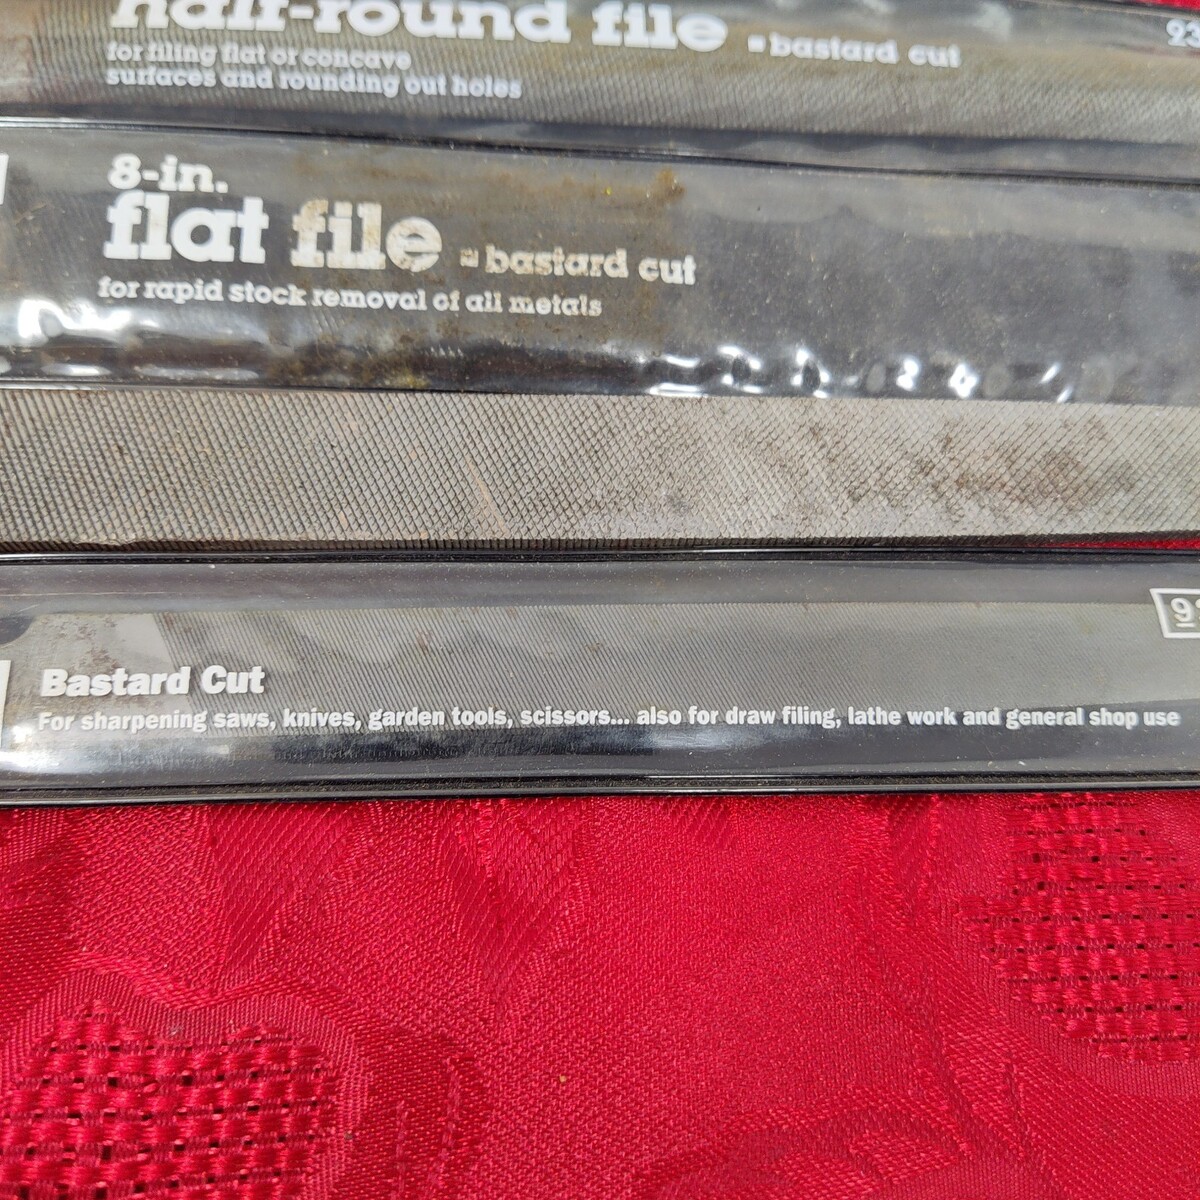 half-round file ▪ bastard cut
for filing flat or concave
surfaces and rounding out holes
8-in.
flat file ▪ bastard cut
for rapid stock removal of all metals
Bastard Cut
For sharpening saws, knives, garden tools, scissors... also for draw filing, lathe work and general shop use